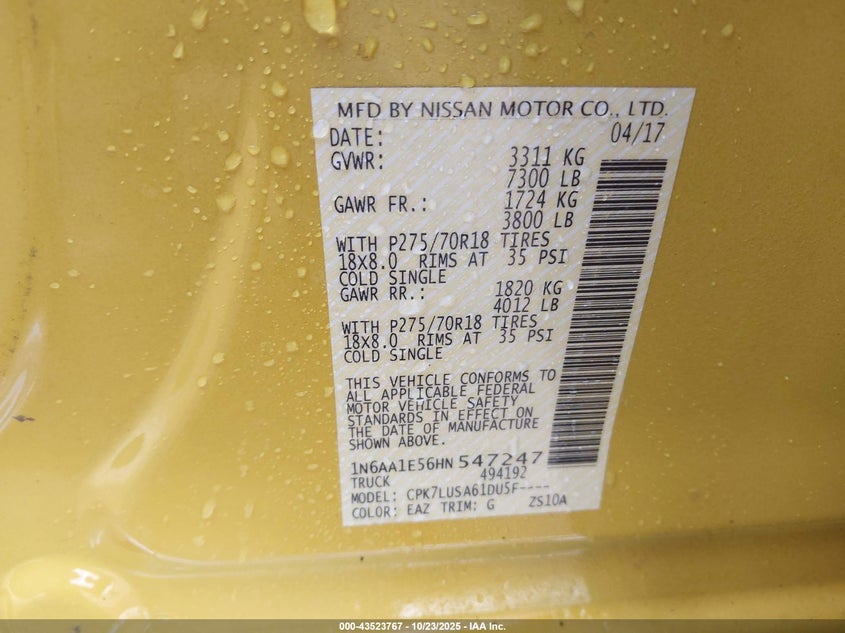 MFD BY NISSAN MOTOR CO., LTD.
DATE: 04/17
GVWR: 3311 KG
7300 LB
GAWR FR.: 1724 KG
3800 LB
WITH P275/70R18 TIRES
18X8.0 RIMS AT 35 PSI
COLD SINGLE
GAWR RR.: 1820 KG
4012 LB
WITH P275/70R18 TIRES
18X8.0 RIMS AT 35 PSI
COLD SINGLE
THIS VEHICLE CONFORMS TO
ALL APPLICABLE FEDERAL
MOTOR VEHICLE SAFETY
STANDARDS IN EFFECT ON
THE DATE OF MANUFACTURE
SHOWN ABOVE.
1N6AA1E56HN 547247
TRUCK 494192
MODEL: CPK7LUSA61DU5F----
COLOR: EAZ TRIM: G ZS10A
000-43523767 - 10/23/2025 - IAA Inc.